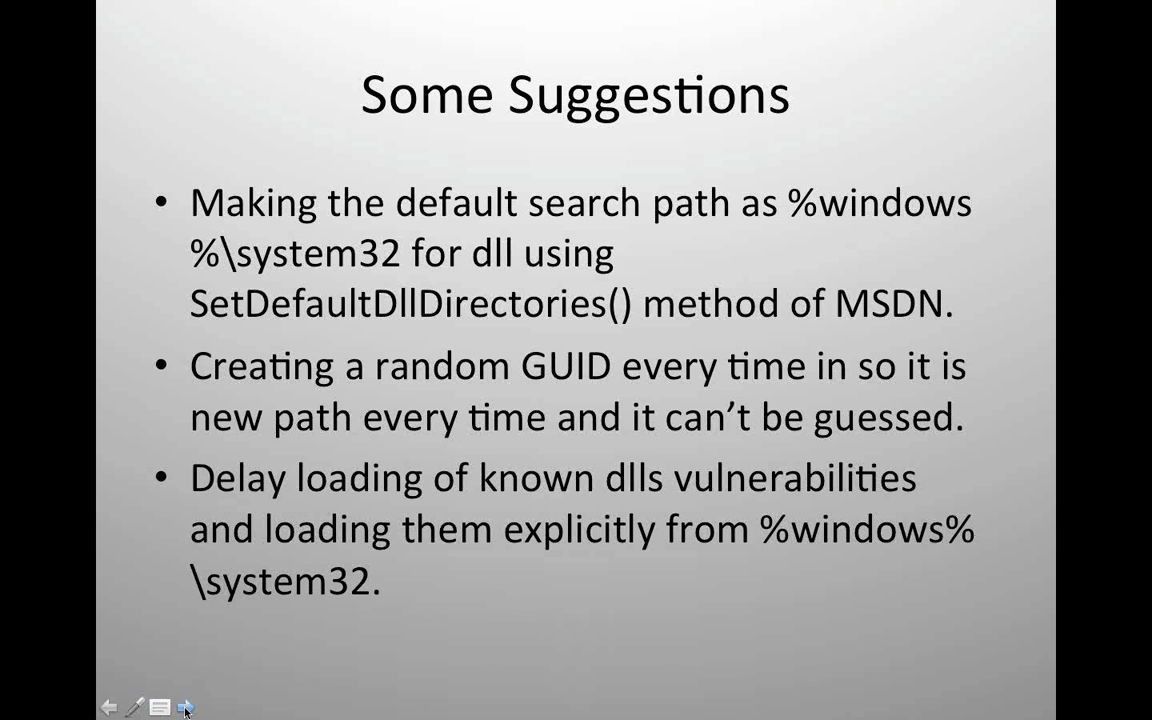 Some Suggestions
• Making the default search path as %windows
%\system32 for dll using
SetDefaultDllDirectories() method of MSDN.
• Creating a random GUID every time in so it is
new path every time and it can’t be guessed.
• Delay loading of known dlls vulnerabilities
and loading them explicitly from %windows%
\system32.